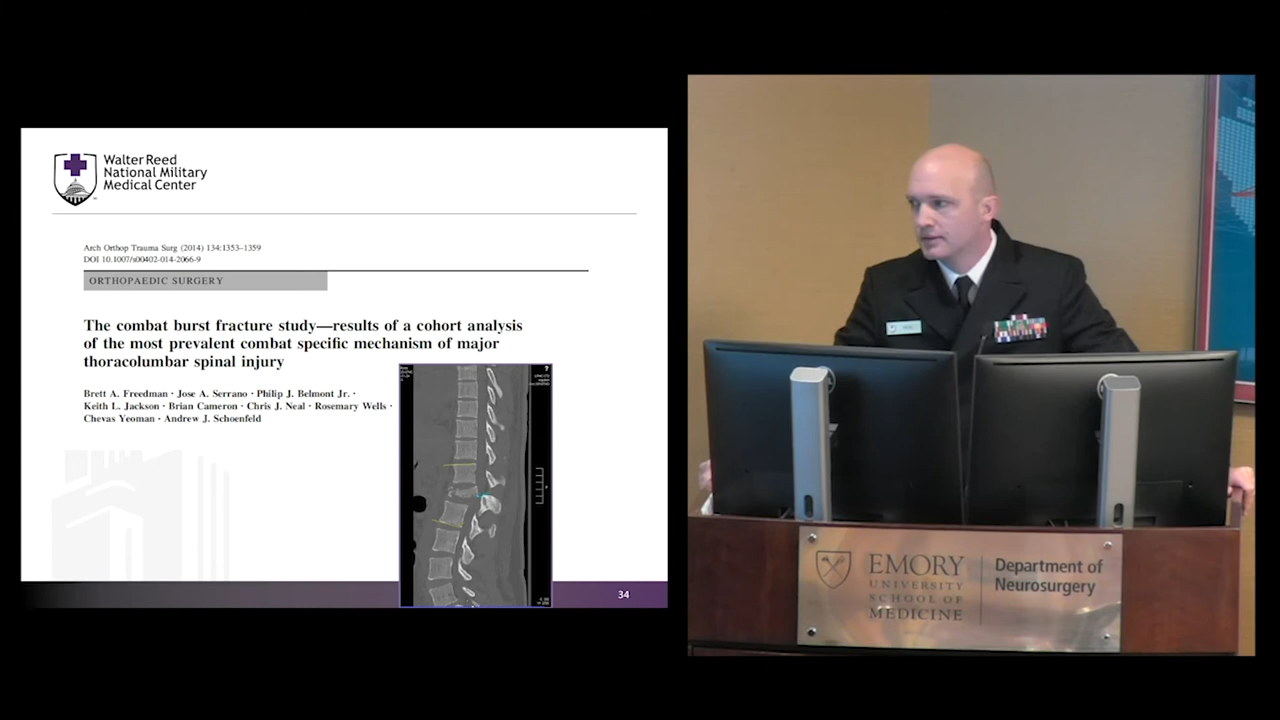 Walter Reed
National Military
Medical Center
Arch Orthop Trauma Surg (2014) 134:1353–1359
DOI 10.1007/s00402-014-2066-9
ORTHOPAEDIC SURGERY
The combat burst fracture study—results of a cohort analysis
of the most prevalent combat specific mechanism of major
thoracolumbar spinal injury
Brett A. Freedman · Jose A. Serrano · Philip J. Belmont Jr. ·
Keith L. Jackson · Brian Cameron · Chris J. Neal · Rosemary Wells ·
Chevas Yeoman · Andrew J. Schoenfeld
34
EMORY
UNIVERSITY
SCHOOL OF
MEDICINE
Department of
Neurosurgery